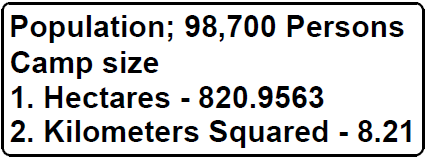 Population; 98,700 Persons
Camp size
1. Hectares - 820.9563
2. Kilometers Squared - 8.21